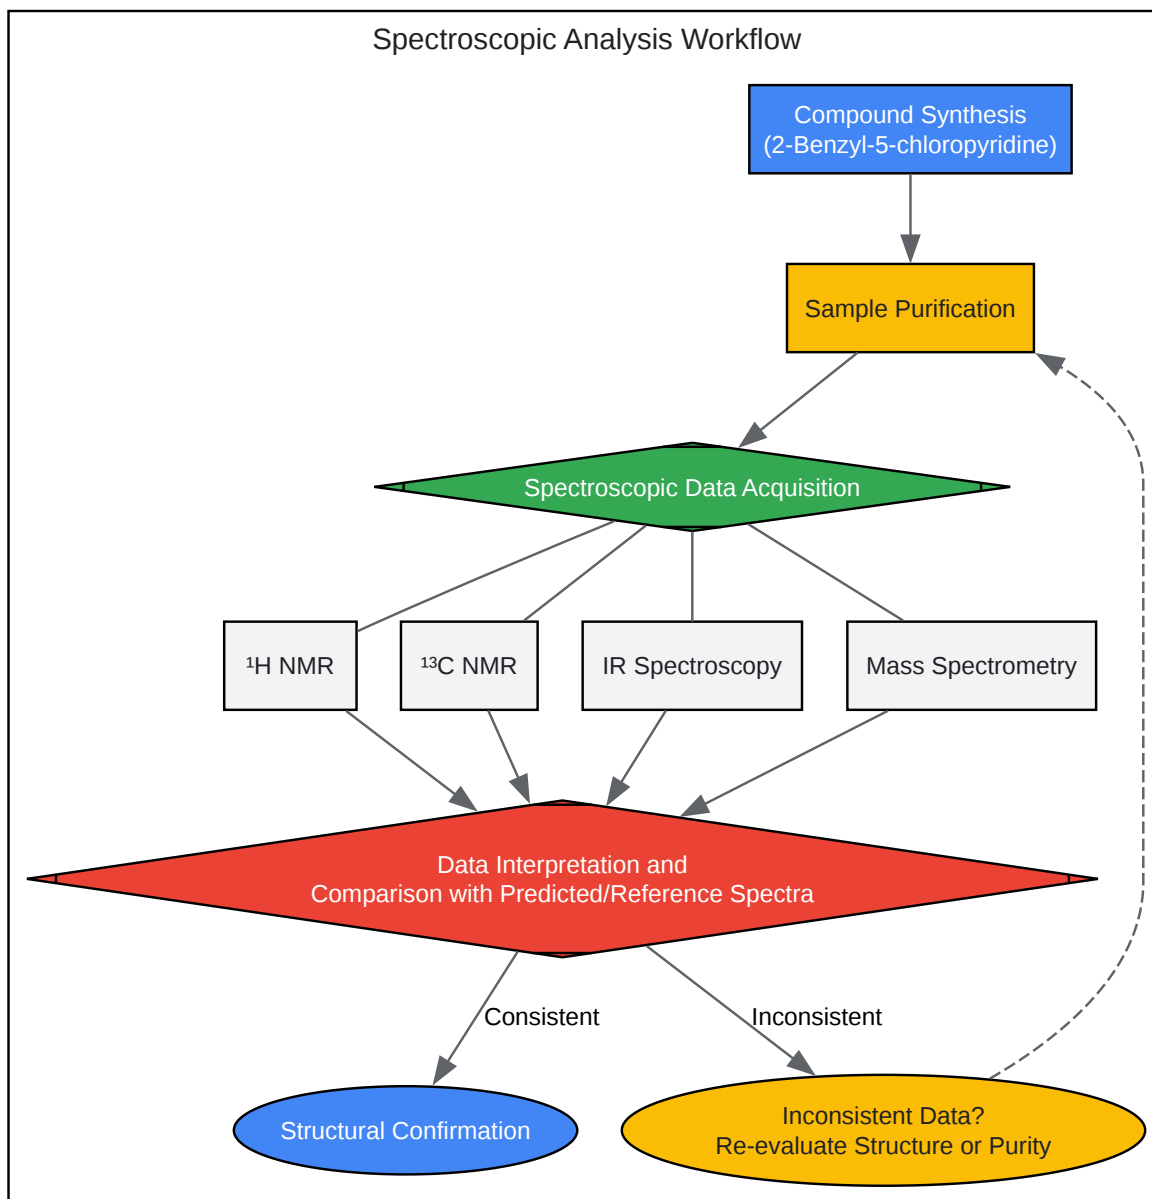 Spectroscopic Analysis Workflow
Compound Synthesis
(2-Benzyl-5-chloropyridine)
Sample Purification
Spectroscopic Data Acquisition
¹H NMR
¹³C NMR
IR Spectroscopy
Mass Spectrometry
Data Interpretation and
Comparison with Predicted/Reference Spectra
Consistent
Inconsistent
Structural Confirmation
Inconsistent Data?
Re-evaluate Structure or Purity